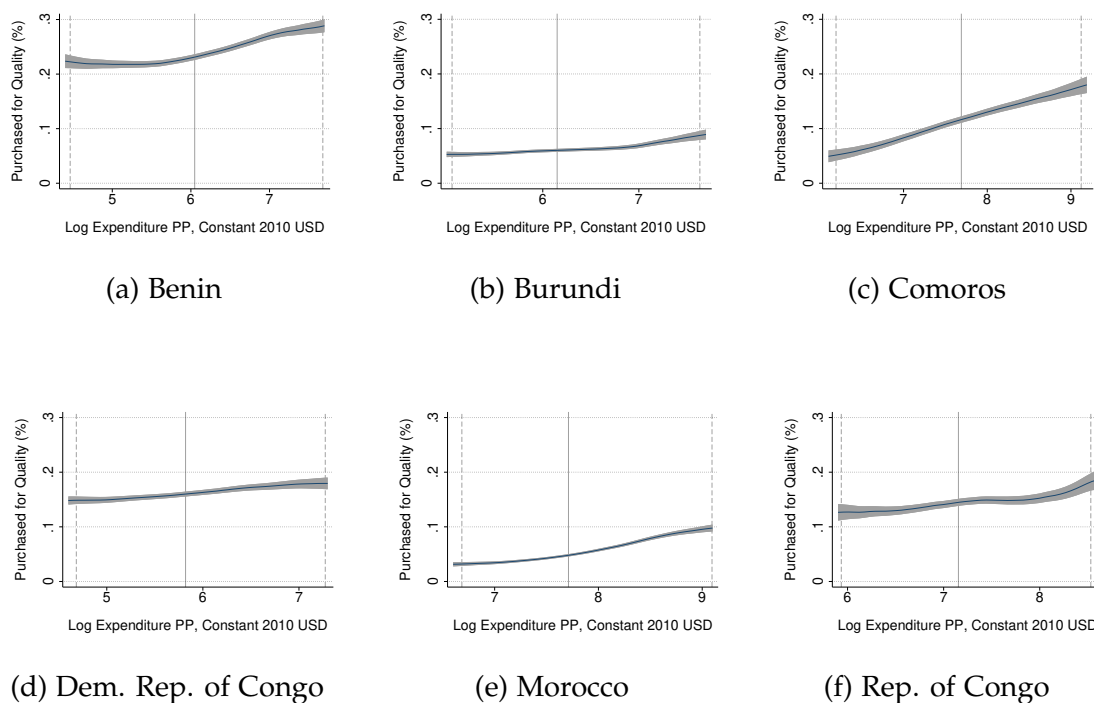 Purchased for Quality (%)
0 .1 .2 .3
5 6 7
Log Expenditure PP, Constant 2010 USD
(a) Benin
Purchased for Quality (%)
0 .1 .2 .3
6 7
Log Expenditure PP, Constant 2010 USD
(b) Burundi
Purchased for Quality (%)
0 .1 .2 .3
7 8 9
Log Expenditure PP, Constant 2010 USD
(c) Comoros
Purchased for Quality (%)
0 .1 .2 .3
5 6 7
Log Expenditure PP, Constant 2010 USD
(d) Dem. Rep. of Congo
Purchased for Quality (%)
0 .1 .2 .3
7 8 9
Log Expenditure PP, Constant 2010 USD
(e) Morocco
Purchased for Quality (%)
0 .1 .2 .3
6 7 8
Log Expenditure PP, Constant 2010 USD
(f) Rep. of Congo